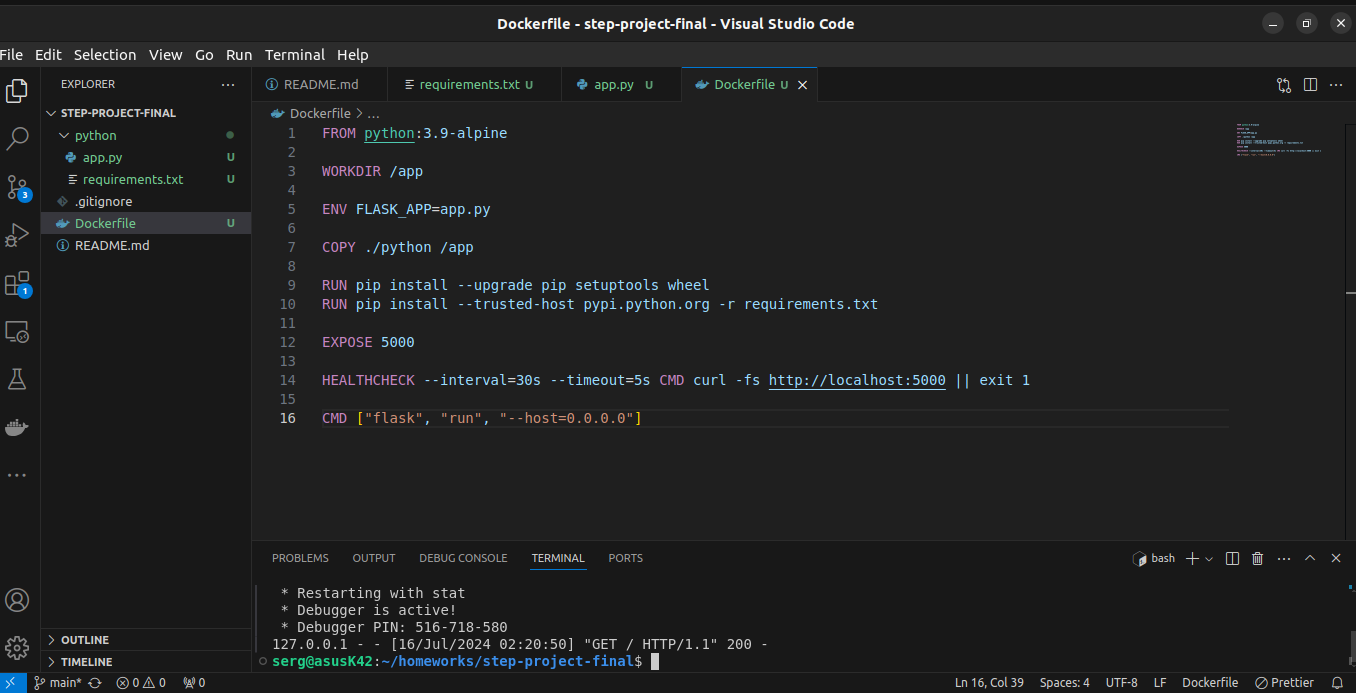 Dockerfile - step-project-final - Visual Studio Code
File Edit Selection View Go Run Terminal Help
EXPLORER
README.md
requirements.txt U
app.py U
Dockerfile U
STEP-PROJECT-FINAL
python
app.py U
requirements.txt U
.gitignore
Dockerfile U
README.md
3
1
Dockerfile > ...
1 FROM python:3.9-alpine
2
3 WORKDIR /app
4
5 ENV FLASK_APP=app.py
6
7 COPY ./python /app
8
9 RUN pip install --upgrade pip setuptools wheel
10 RUN pip install --trusted-host pypi.python.org -r requirements.txt
11
12 EXPOSE 5000
13
14 HEALTHCHECK --interval=30s --timeout=5s CMD curl -fs http://localhost:5000 || exit 1
15
16 CMD ["flask", "run", "--host=0.0.0.0"]
PROBLEMS OUTPUT DEBUG CONSOLE TERMINAL PORTS
bash
* Restarting with stat
* Debugger is active!
* Debugger PIN: 516-718-580
127.0.0.1 - - [16/Jul/2024 02:20:50] "GET / HTTP/1.1" 200 -
serg@asusK42:~/homeworks/step-project-final$
OUTLINE
TIMELINE
main* 0 0 0
Ln 16, Col 39 Spaces: 4 UTF-8 LF Dockerfile Prettier